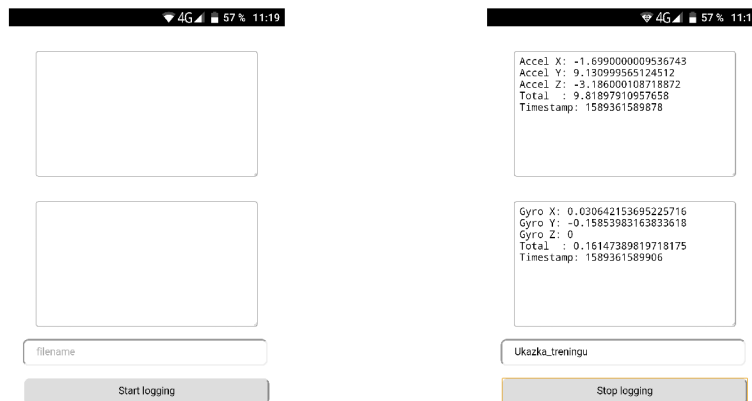 4G 57 % 11:19
filename
Start logging
4G 57 % 11:1
Accel X: -1.6990000009536743
Accel Y: 9.130999565124512
Accel Z: -3.186000108718872
Total : 9.81897910957658
Timestamp: 1589361589878
Gyro X: 0.030642153695225716
Gyro Y: -0.15853983163833618
Gyro Z: 0
Total : 0.16147389819718175
Timestamp: 1589361589906
Ukazka_treningu
Stop logging